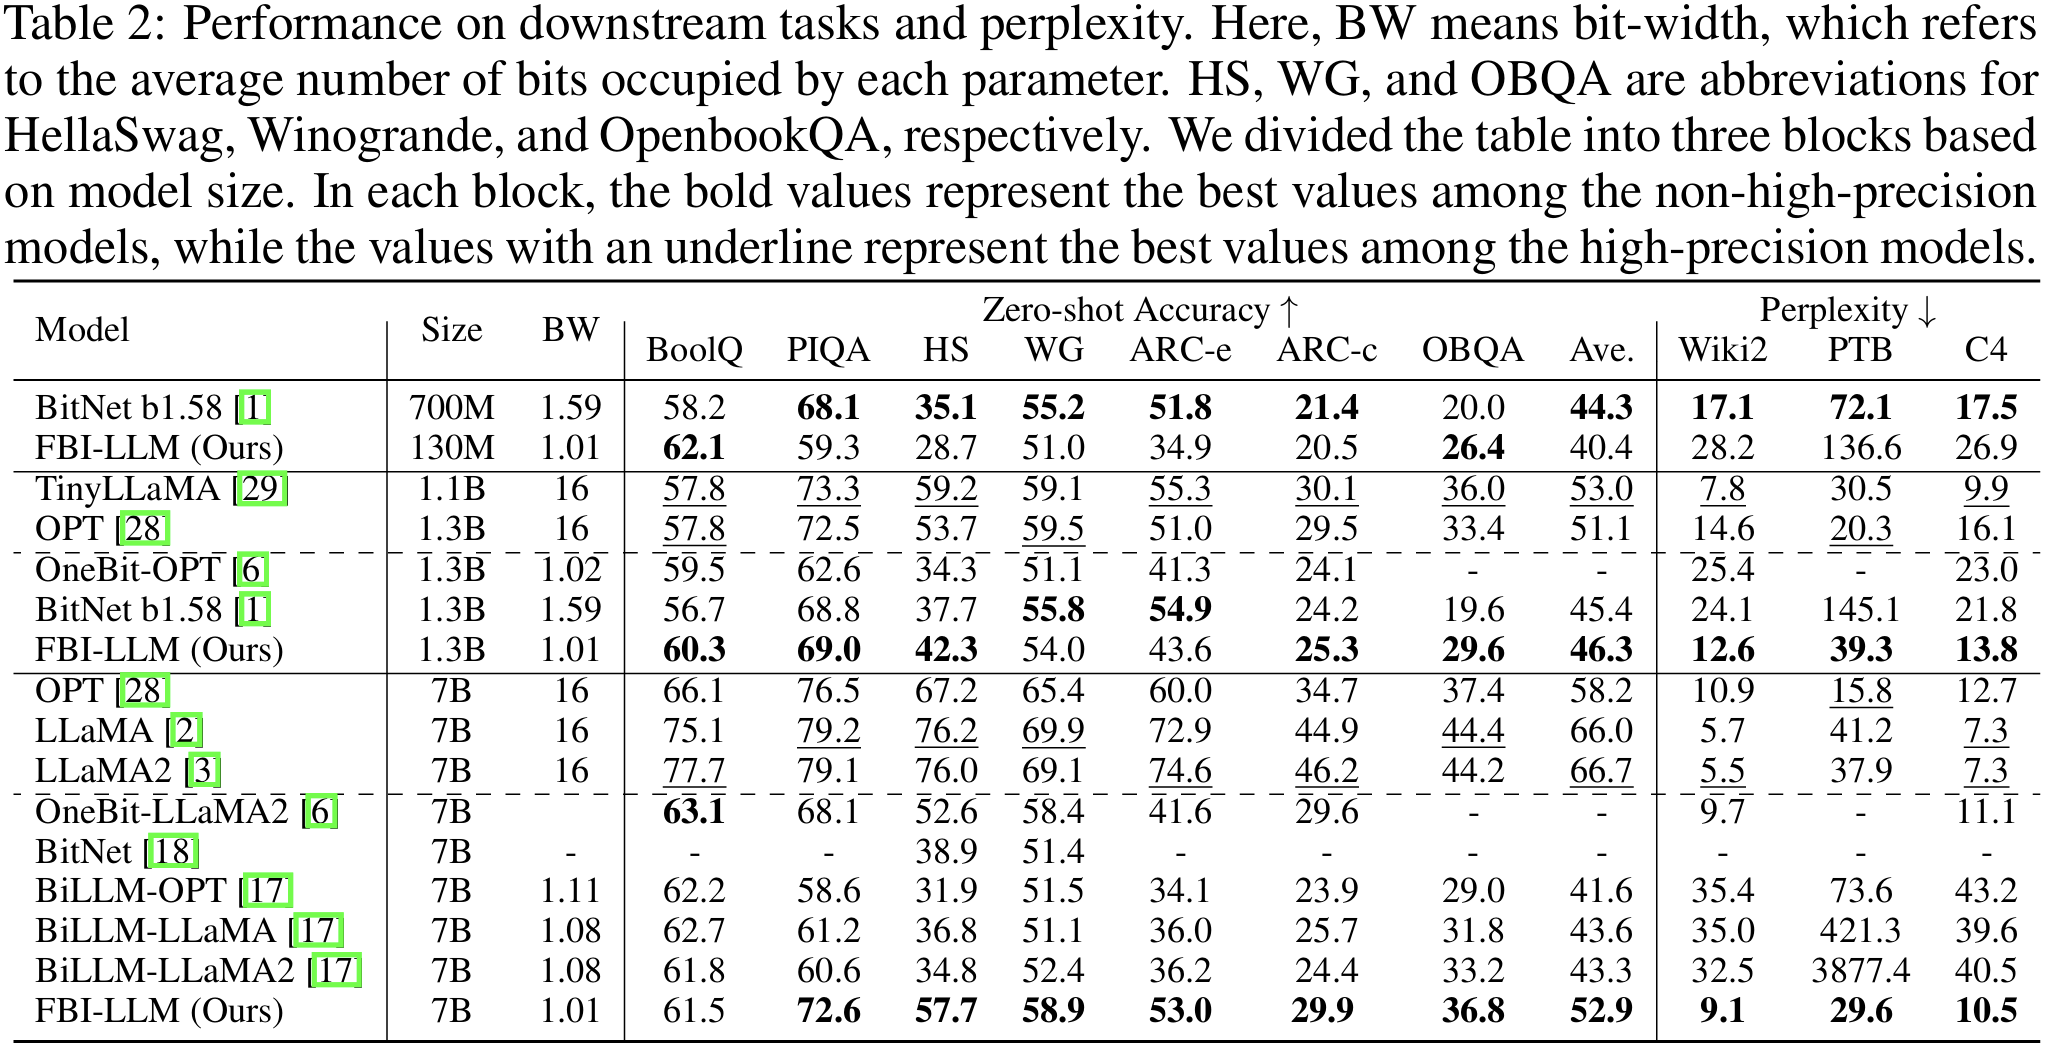 Table 2: Performance on downstream tasks and perplexity. Here, BW means bit-width, which refers
to the average number of bits occupied by each parameter. HS, WG, and OBQA are abbreviations for
HellaSwag, Winogrande, and OpenbookQA, respectively. We divided the table into three blocks based
on model size. In each block, the bold values represent the best values among the non-high-precision
models, while the values with an underline represent the best values among the high-precision models.
Model Size BW Zero-shot Accuracy ↑ Perplexity ↓
BoolQ PIQA HS WG ARC-e ARC-c OBQA Ave. Wiki2 PTB C4
BitNet b1.58 [1] 700M 1.59 58.2 68.1 35.1 55.2 51.8 21.4 20.0 44.3 17.1 72.1 17.5
FBI-LLM (Ours) 130M 1.01 62.1 59.3 28.7 51.0 34.9 20.5 26.4 40.4 28.2 136.6 26.9
TinyLLaMA [29] 1.1B 16 57.8 73.3 59.2 59.1 55.3 30.1 36.0 53.0 7.8 30.5 9.9
OPT [28] 1.3B 16 57.8 72.5 53.7 59.5 51.0 29.5 33.4 51.1 14.6 20.3 16.1
OneBit-OPT [6] 1.3B 1.02 59.5 62.6 34.3 51.1 41.3 24.1 - - 25.4 - 23.0
BitNet b1.58 [1] 1.3B 1.59 56.7 68.8 37.7 55.8 54.9 24.2 19.6 45.4 24.1 145.1 21.8
FBI-LLM (Ours) 1.3B 1.01 60.3 69.0 42.3 54.0 43.6 25.3 29.6 46.3 12.6 39.3 13.8
OPT [28] 7B 16 66.1 76.5 67.2 65.4 60.0 34.7 37.4 58.2 10.9 15.8 12.7
LLaMA [2] 7B 16 75.1 79.2 76.2 69.9 72.9 44.9 44.4 66.0 5.7 41.2 7.3
LLaMA2 [3] 7B 16 77.7 79.1 76.0 69.1 74.6 46.2 44.2 66.7 5.5 37.9 7.3
OneBit-LLaMA2 [6] 7B 63.1 68.1 52.6 58.4 41.6 29.6 - - 9.7 - 11.1
BitNet [18] 7B - - - 38.9 51.4 - - - - - - -
BiLLM-OPT [17] 7B 1.11 62.2 58.6 31.9 51.5 34.1 23.9 29.0 41.6 35.4 73.6 43.2
BiLLM-LLaMA [17] 7B 1.08 62.7 61.2 36.8 51.1 36.0 25.7 31.8 43.6 35.0 421.3 39.6
BiLLM-LLaMA2 [17] 7B 1.08 61.8 60.6 34.8 52.4 36.2 24.4 33.2 43.3 32.5 3877.4 40.5
FBI-LLM (Ours) 7B 1.01 61.5 72.6 57.7 58.9 53.0 29.9 36.8 52.9 9.1 29.6 10.5